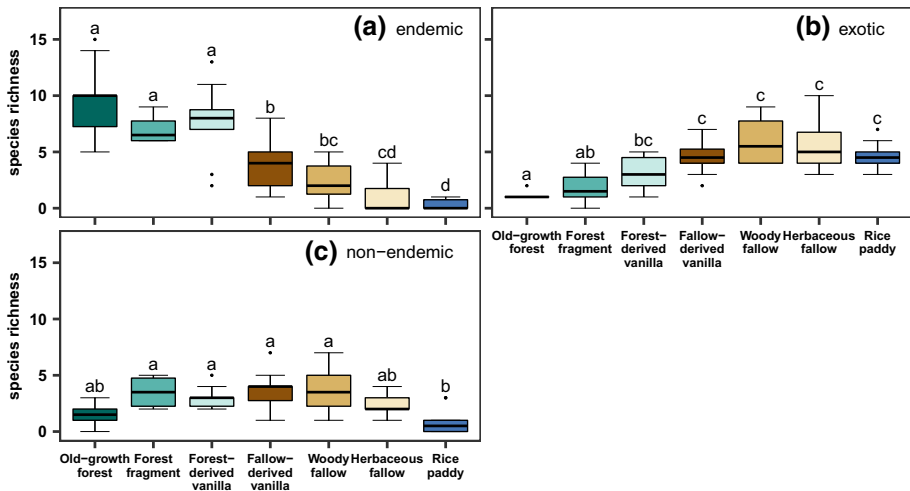 (a) endemic
species richness
15
10
5
0
a
a
a
b
bc
cd
d
(b) exotic
a
ab
bc
c
c
c
c
Old−growth forest
Forest fragment
Forest− derived vanilla
Fallow− derived vanilla
Woody fallow
Herbaceous fallow
Rice paddy
(c) non−endemic
species richness
15
10
5
0
ab
a
a
a
a
ab
b
Old−growth forest
Forest fragment
Forest− derived vanilla
Fallow−derived vanilla
Woody fallow
Herbaceous fallow
Rice paddy